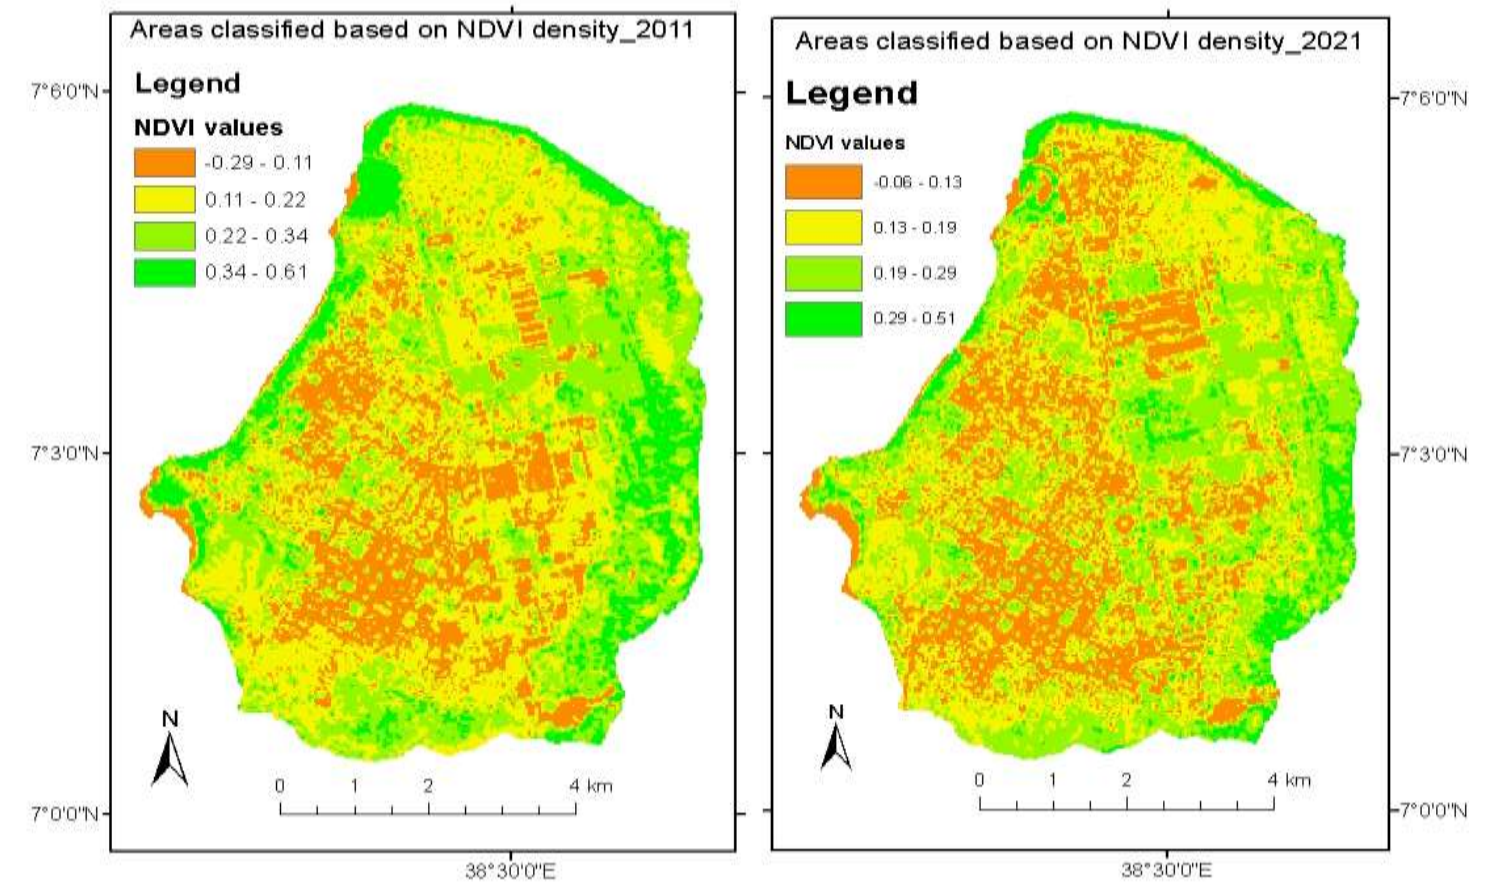 Areas classified based on NDVI density_2011
Legend
NDVI values
-0.29 - 0.11
0.11 - 0.22
0.22 - 0.34
0.34 - 0.61
7°6'0"N
7°3'0"N
7°0'0"N
N
0 1 2 4 km
38°30'0"E
Areas classified based on NDVI density_2021
Legend
NDVI values
-0.06 - 0.13
0.13 - 0.19
0.19 - 0.29
0.29 - 0.51
7°6'0"N
7°3'0"N
7°0'0"N
N
0 1 2 4 km
38°30'0"E